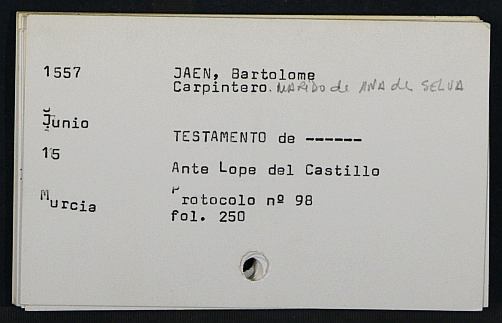 1557 JAEN, Bartolome
Carpintero. MARIDO de ANA de SELVA
Junio
TESTAMENTO de ------
15
Ante Lope del Castillo
Murcia
Protocolo nº 98
fol. 250